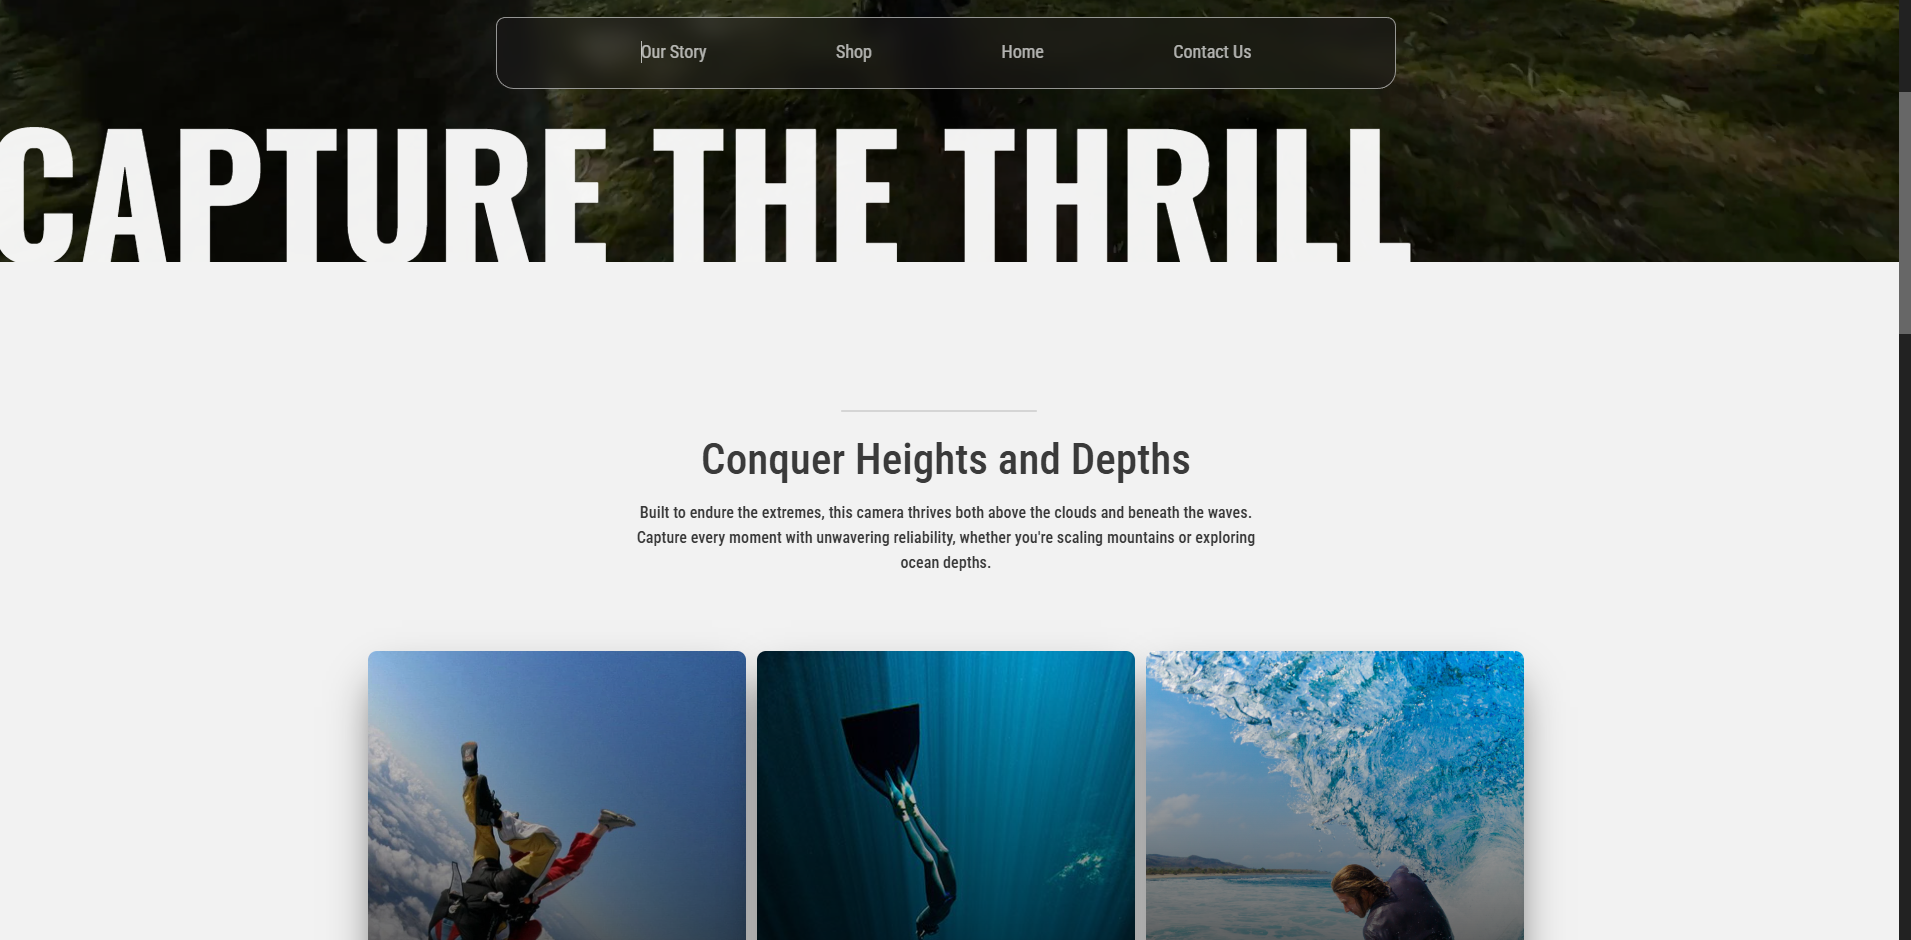 Our Story
Shop
Home
Contact Us
CAPTURE THE THRILL
Conquer Heights and Depths
Built to endure the extremes, this camera thrives both above the clouds and beneath the waves.
Capture every moment with unwavering reliability, whether you're scaling mountains or exploring
ocean depths.